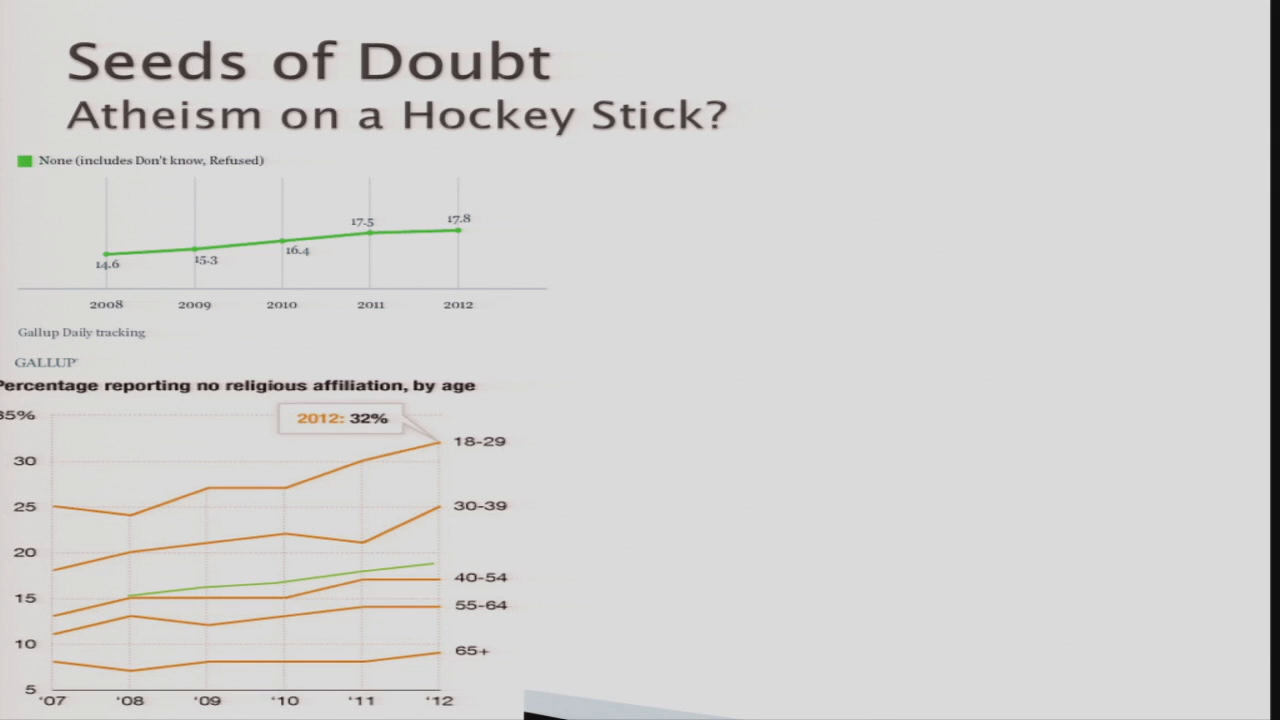 Seeds of Doubt
Atheism on a Hockey Stick?
None (includes Don't know, Refused)
14.6
15.3
16.4
17.5
17.8
2008 2009 2010 2011 2012
Gallup Daily tracking
GALLUP'
Percentage reporting no religious affiliation, by age
35%
2012: 32%
18-29
30
25
30-39
20
40-54
15
55-64
10
65+
5
'07 '08 '09 '10 '11 '12